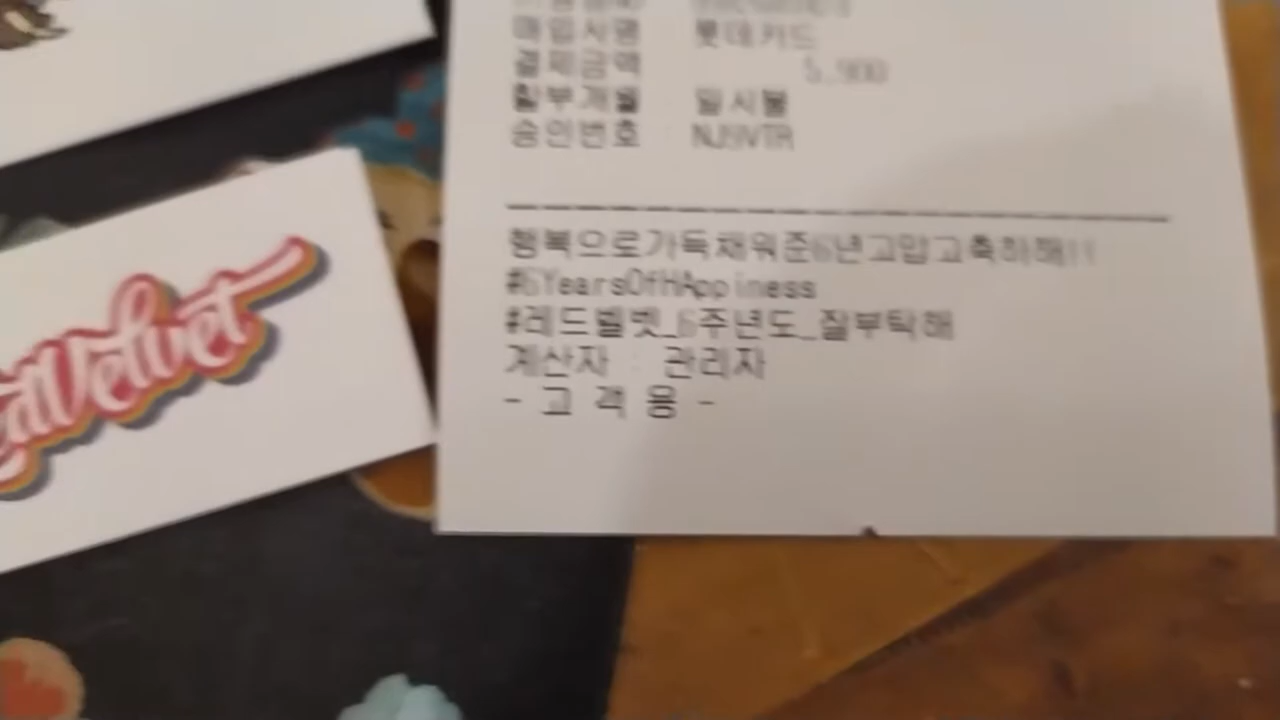 매입사명 : 롯데카드
결제금액 : 5,900
할부개월 : 일시불
승인번호 : NJ9VTR
행복으로가득채워준6년고맙고축하해!!
#6YearsOfHAppiness
#레드벨벳_6주년도_잘부탁해
계산자 : 관리자
- 고 객 용 -
edVelvet